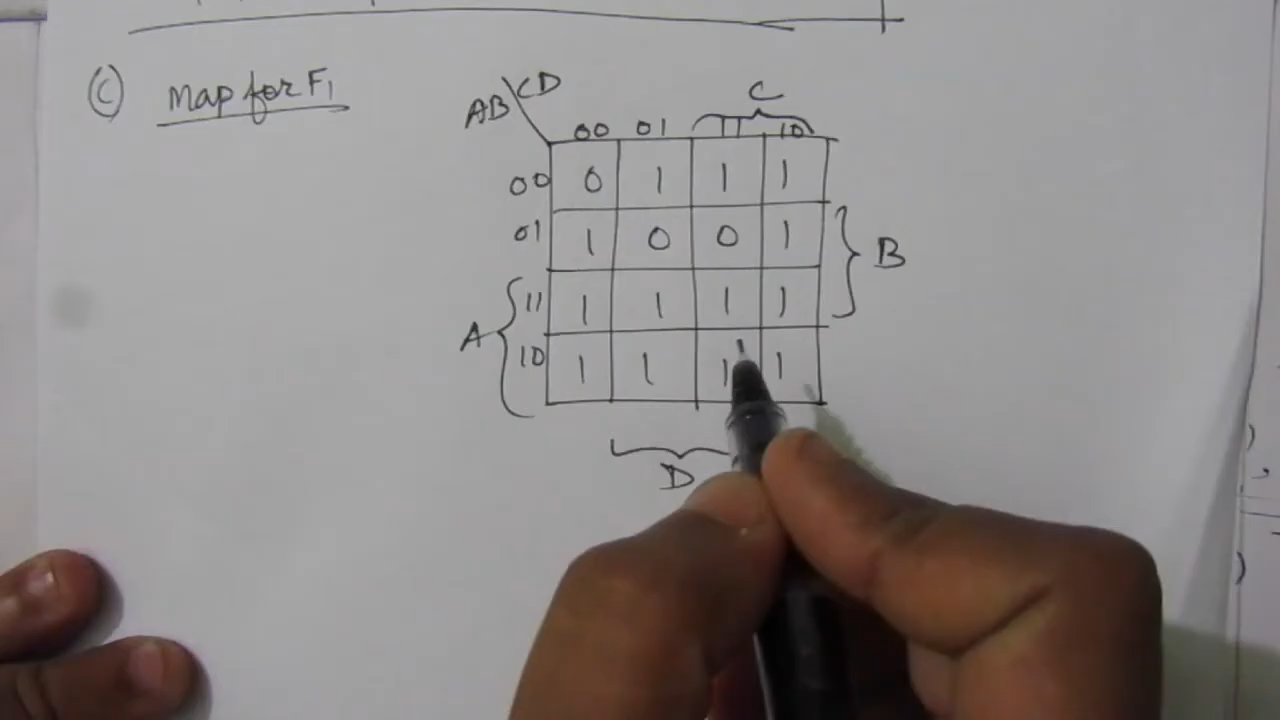 (C) Map for F1
AB CD
C
00 01 11 10
00 0 1 1 1
01 1 0 0 1
B
11 1 1 1 1
A
10 1 1 1 1
D